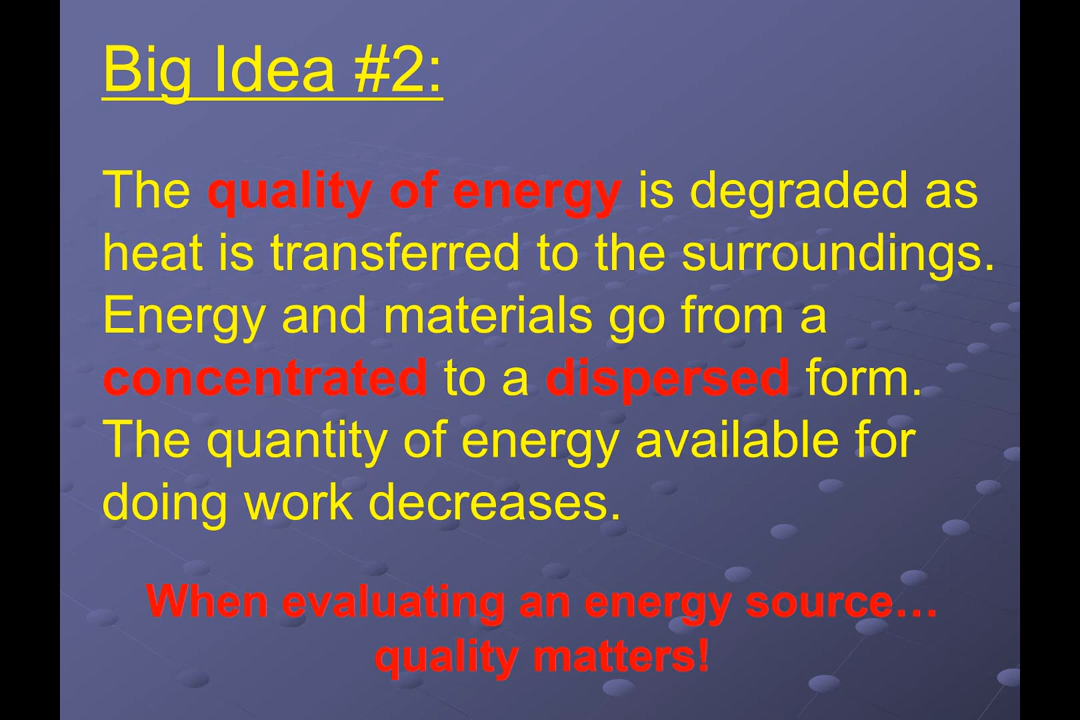 Big Idea #2:
The quality of energy is degraded as
heat is transferred to the surroundings.
Energy and materials go from a
concentrated to a dispersed form.
The quantity of energy available for
doing work decreases.
When evaluating an energy source…
quality matters!